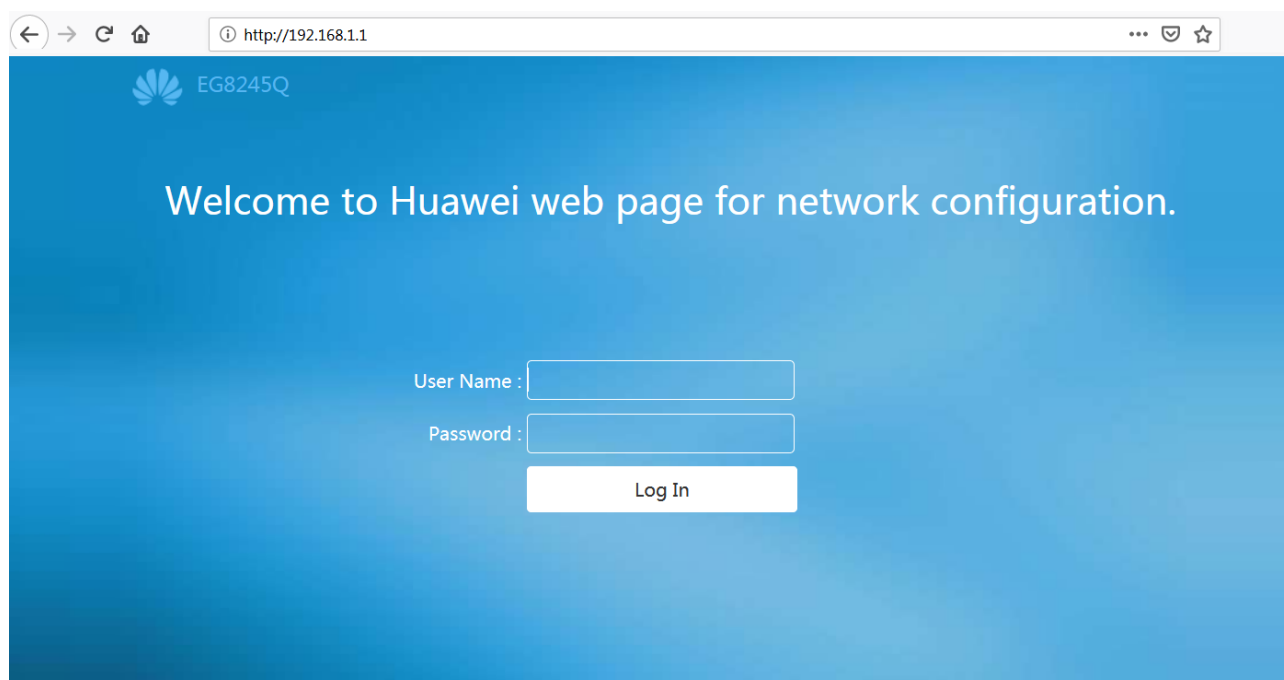 http://192.168.1.1
EG8245Q
Welcome to Huawei web page for network configuration.
User Name :
Password :
Log In